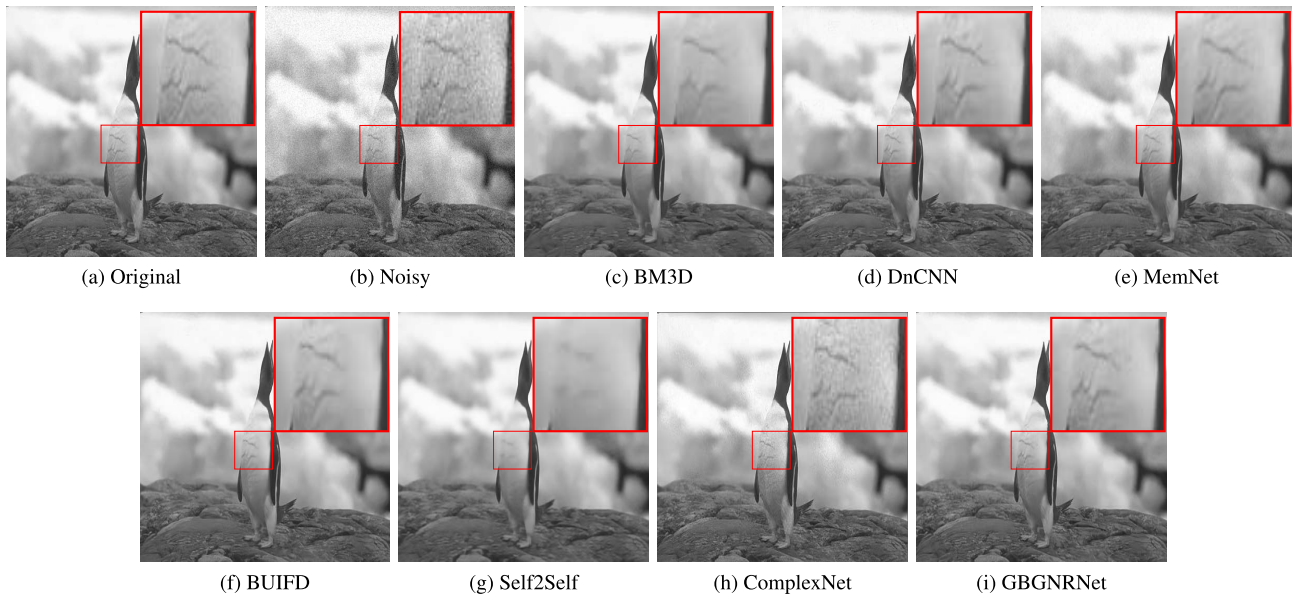 (a) Original
(b) Noisy
(c) BM3D
(d) DnCNN
(e) MemNet
(f) BUIFD
(g) Self2Self
(h) ComplexNet
(i) GBGNRNet